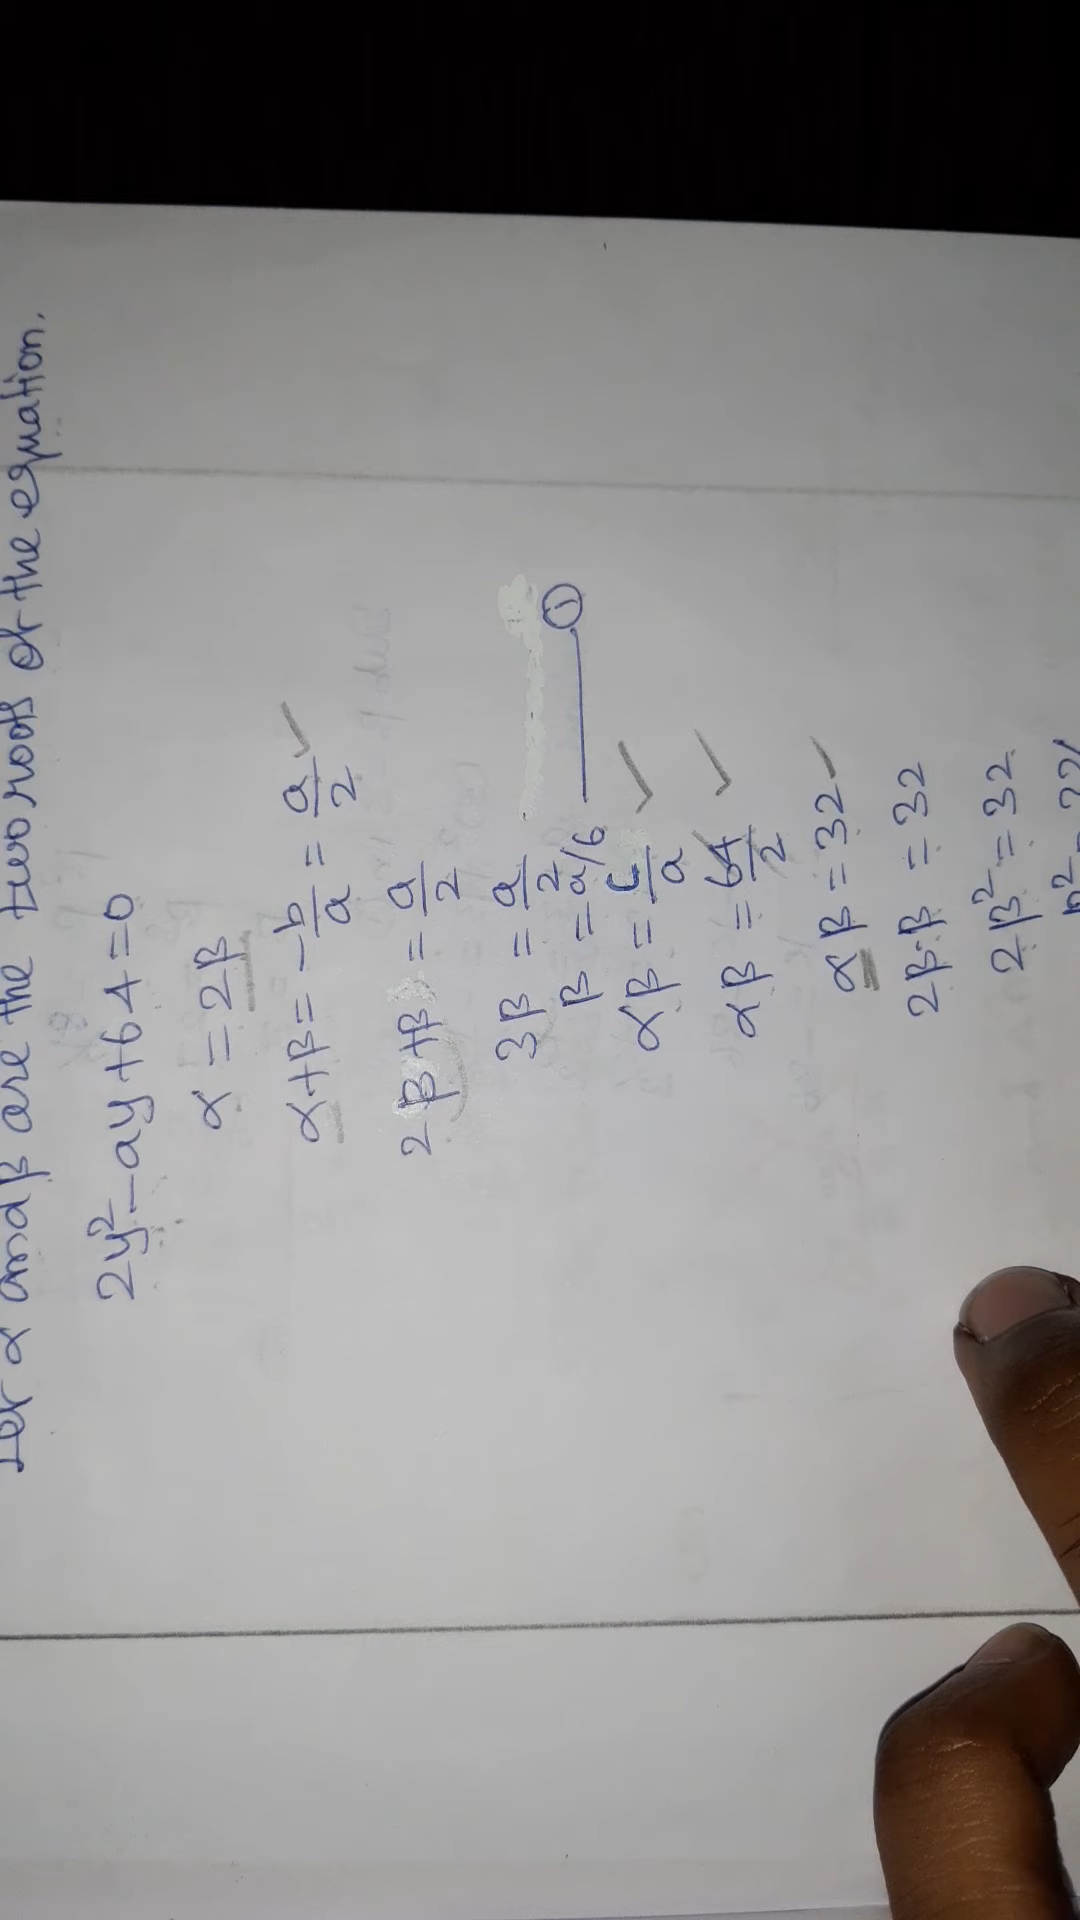 Let α and β are the two roots of the equation.
2y²-ay+64=0
α = 2β
α+β = -b/a = a/2
2β+β = a/2
3β = a/2
β = a/6 ——— ①
αβ = c/a
αβ = 64/2
αβ = 32
2β·β = 32
2β² = 32